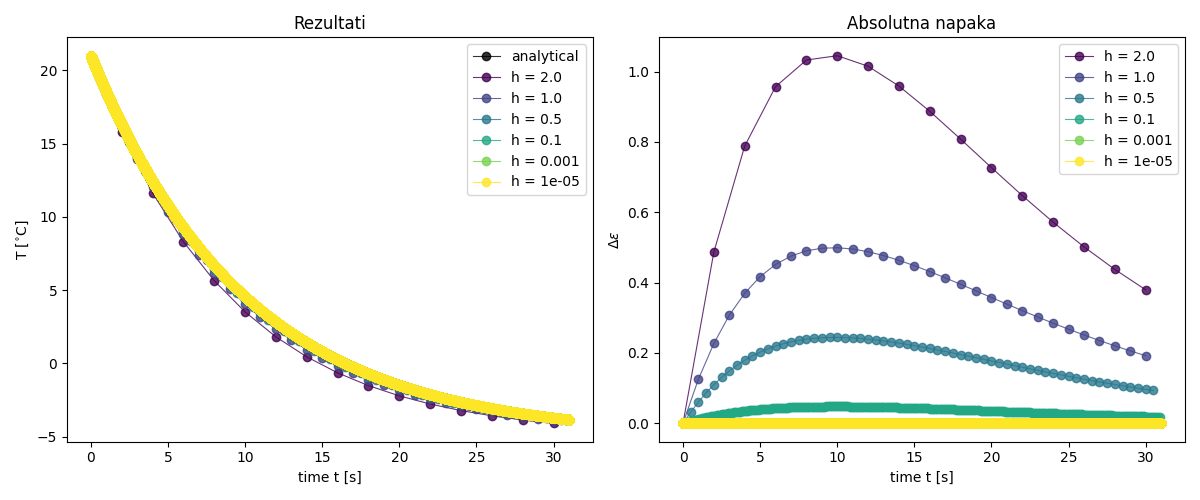 Rezultati
T [°C]
20
15
10
5
0
−5
0
5
10
15
20
25
30
time t [s]
analytical
h = 2.0
h = 1.0
h = 0.5
h = 0.1
h = 0.001
h = 1e-05
Absolutna napaka
Δε
1.0
0.8
0.6
0.4
0.2
0.0
0
5
10
15
20
25
30
time t [s]
h = 2.0
h = 1.0
h = 0.5
h = 0.1
h = 0.001
h = 1e-05